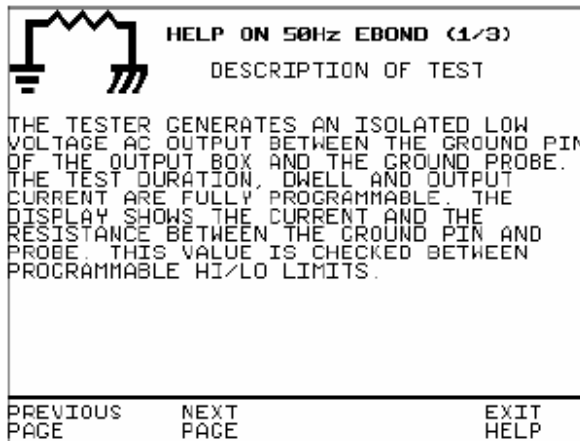 HELP ON 50Hz EBOND (1/3)
DESCRIPTION OF TEST
THE TESTER GENERATES AN ISOLATED LOW
VOLTAGE AC OUTPUT BETWEEN THE GROUND PIN
OF THE OUTPUT BOX AND THE GROUND PROBE.
THE TEST DURATION, DWELL AND OUTPUT
CURRENT ARE FULLY PROGRAMMABLE. THE
DISPLAY SHOWS THE CURRENT AND THE
RESISTANCE BETWEEN THE GROUND PIN AND
PROBE. THIS VALUE IS CHECKED BETWEEN
PROGRAMMABLE HI/LO LIMITS.
PREVIOUS PAGE
NEXT PAGE
EXIT HELP